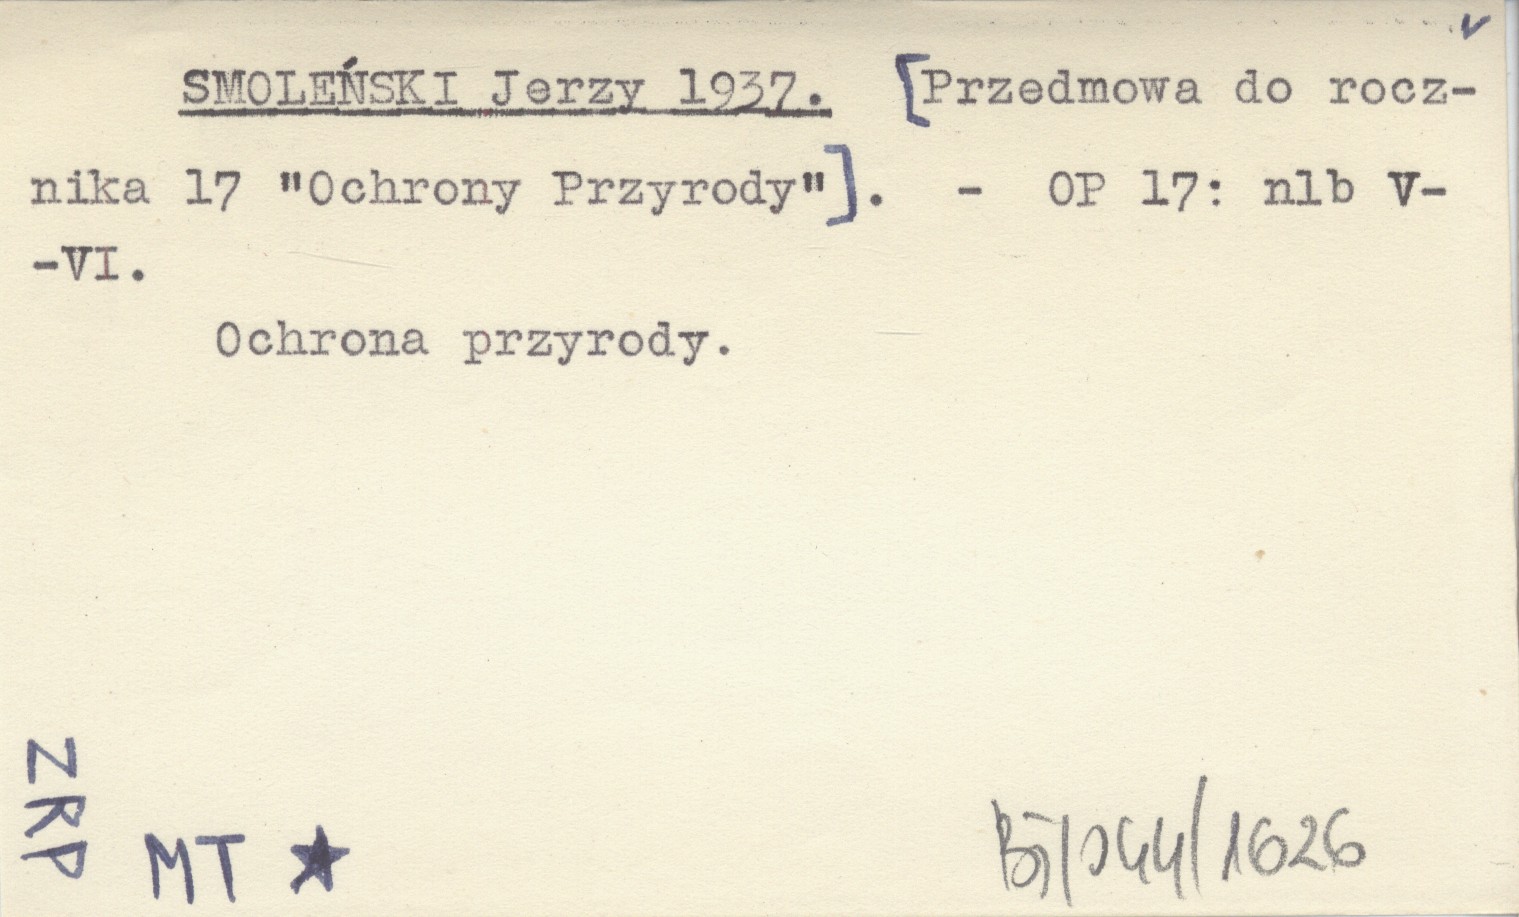 SMOLEŃSKI Jerzy 1937. [Przedmowa do rocz-
nika 17 "Ochrony Przyrody"]. - OP 17: nlb V-
-VI.
Ochrona przyrody.
ZRP
MT ★
/1626